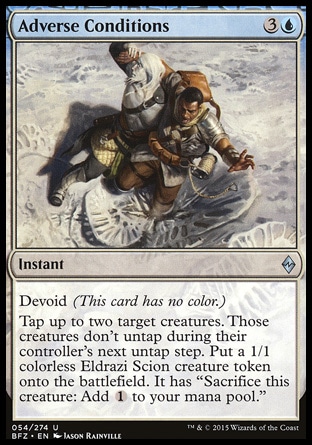 Adverse Conditions 3
Instant
Devoid (This card has no color.)
Tap up to two target creatures. Those
creatures don't untap during their
controller's next untap step. Put a 1/1
colorless Eldrazi Scion creature token
onto the battlefield. It has “Sacrifice this
creature: Add 1 to your mana pool.”
054/274 U
BFZ • EN Jason Rainville ™ & © 2015 Wizards of the Coast